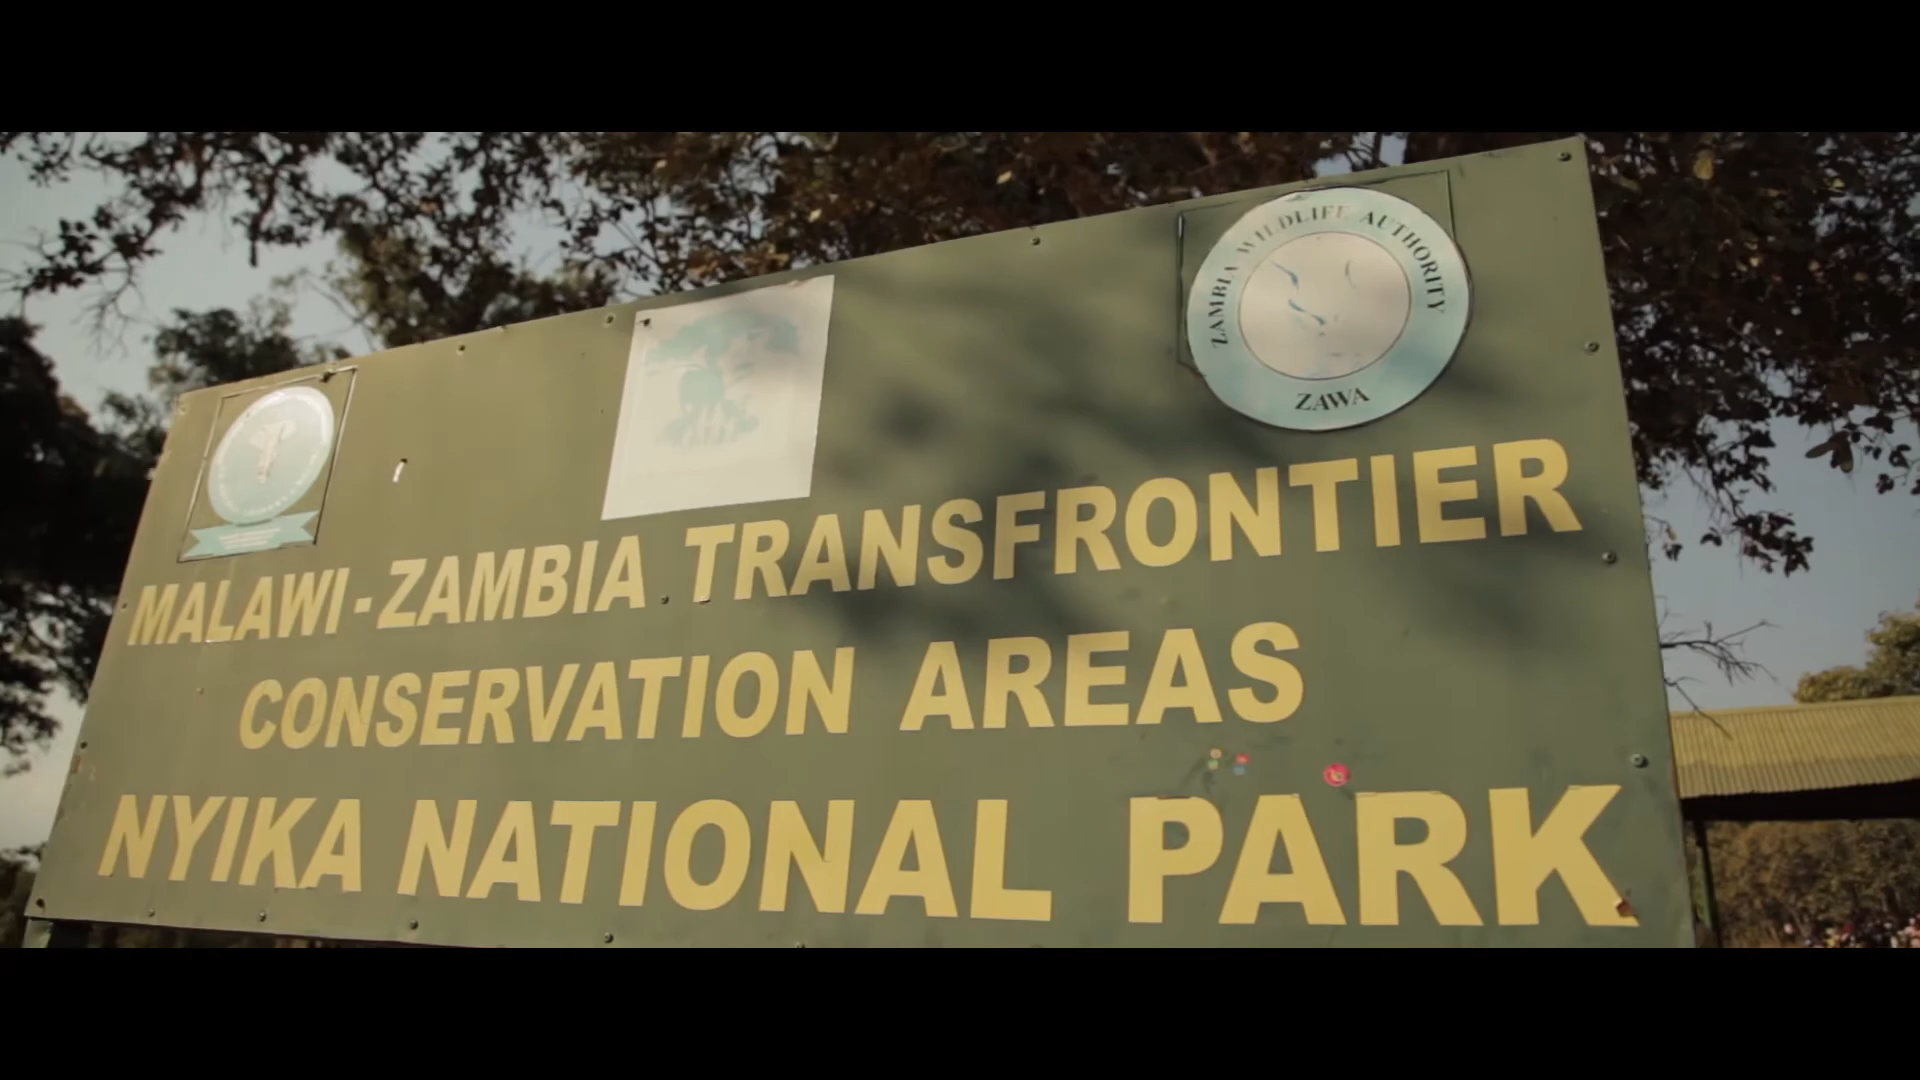 ZAMBIA WILDLIFE AUTHORITY
ZAWA
MALAWI-ZAMBIA TRANSFRONTIER
CONSERVATION AREAS
NYIKA NATIONAL PARK